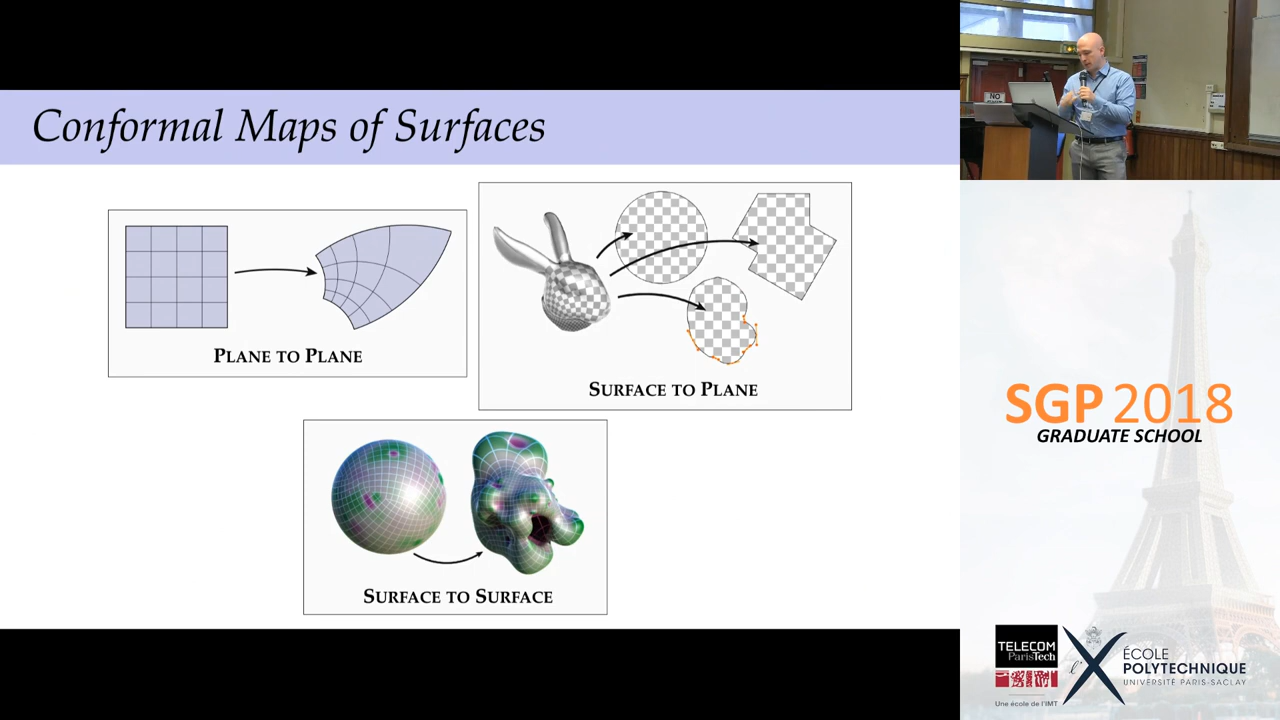 Conformal Maps of Surfaces
PLANE TO PLANE
SURFACE TO PLANE
SURFACE TO SURFACE
NO
SGP 2018
GRADUATE SCHOOL
TELECOM
ParisTech
Une école de l'IMT
l'X
ÉCOLE
POLYTECHNIQUE
UNIVERSITÉ PARIS-SACLAY